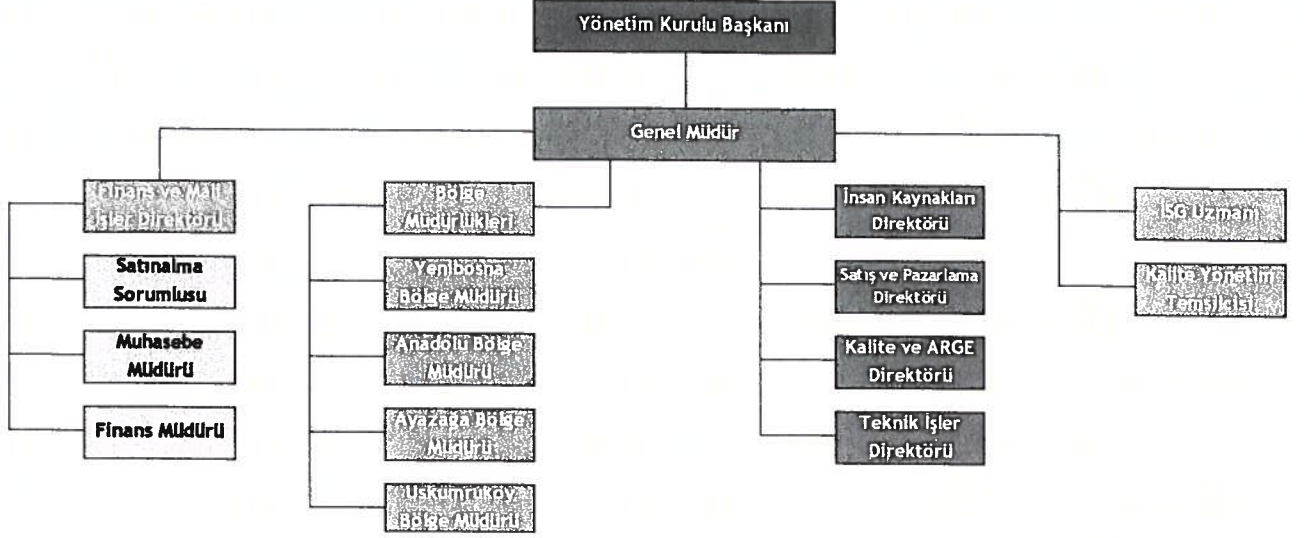 Yönetim Kurulu Başkanı
Genel Müdür
Finans ve Mali
İşler Direktörü
Satınalma
Sorumlusu
Muhasebe
Müdürü
Finans Müdürü
Bölge
Müdürlükleri
Yenibosna
Bölge Müdürü
Anadolu Bölge
Müdürü
Ayazağa Bölge
Müdürü
Uskumruköy
Bölge Müdürü
İnsan Kaynakları
Direktörü
Satış ve Pazarlama
Direktörü
Kalite ve ARGE
Direktörü
Teknik İşler
Direktörü
İSG Uzmanı
Kalite Yönetim
Temsilcisi